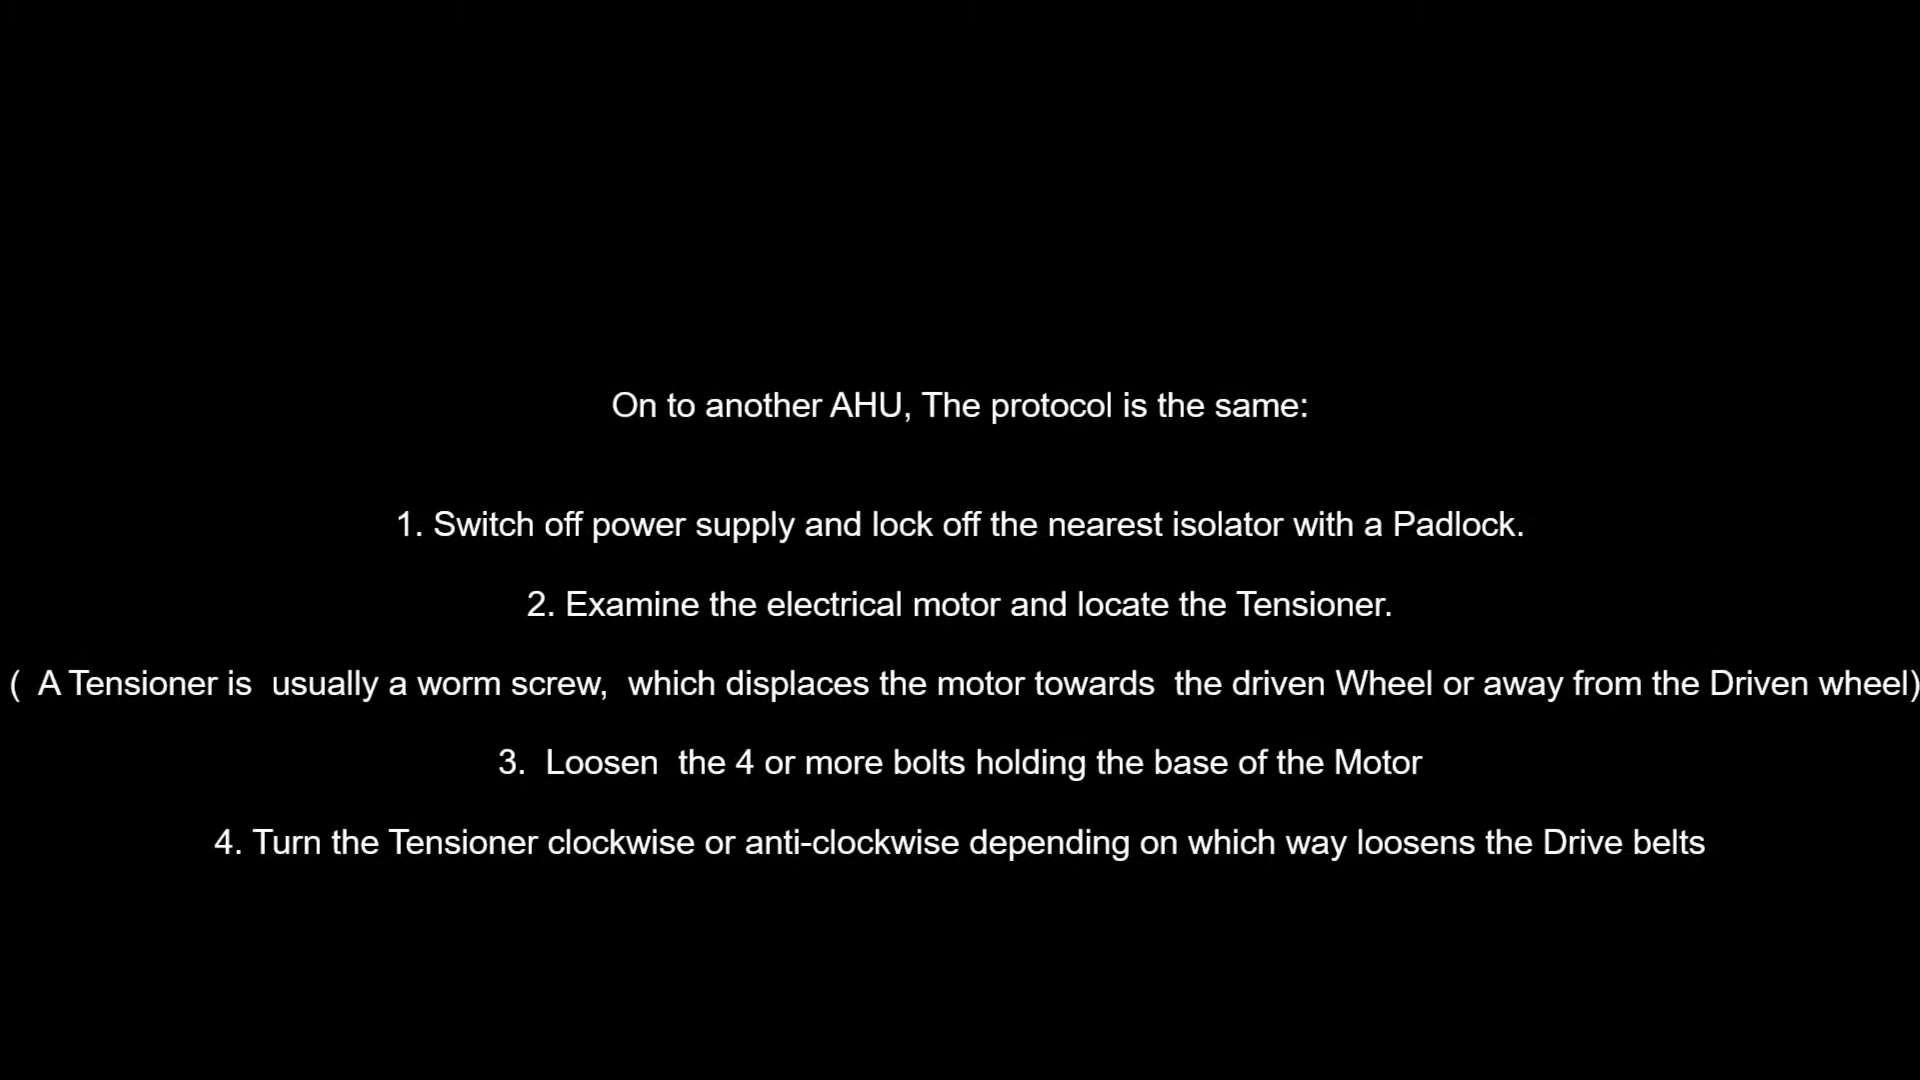 On to another AHU, The protocol is the same:
1. Switch off power supply and lock off the nearest isolator with a Padlock.
2. Examine the electrical motor and locate the Tensioner.
(  A Tensioner is  usually a worm screw,  which displaces the motor towards  the driven Wheel or away from the Driven wheel)
3.  Loosen  the 4 or more bolts holding the base of the Motor
4. Turn the Tensioner clockwise or anti-clockwise depending on which way loosens the Drive belts